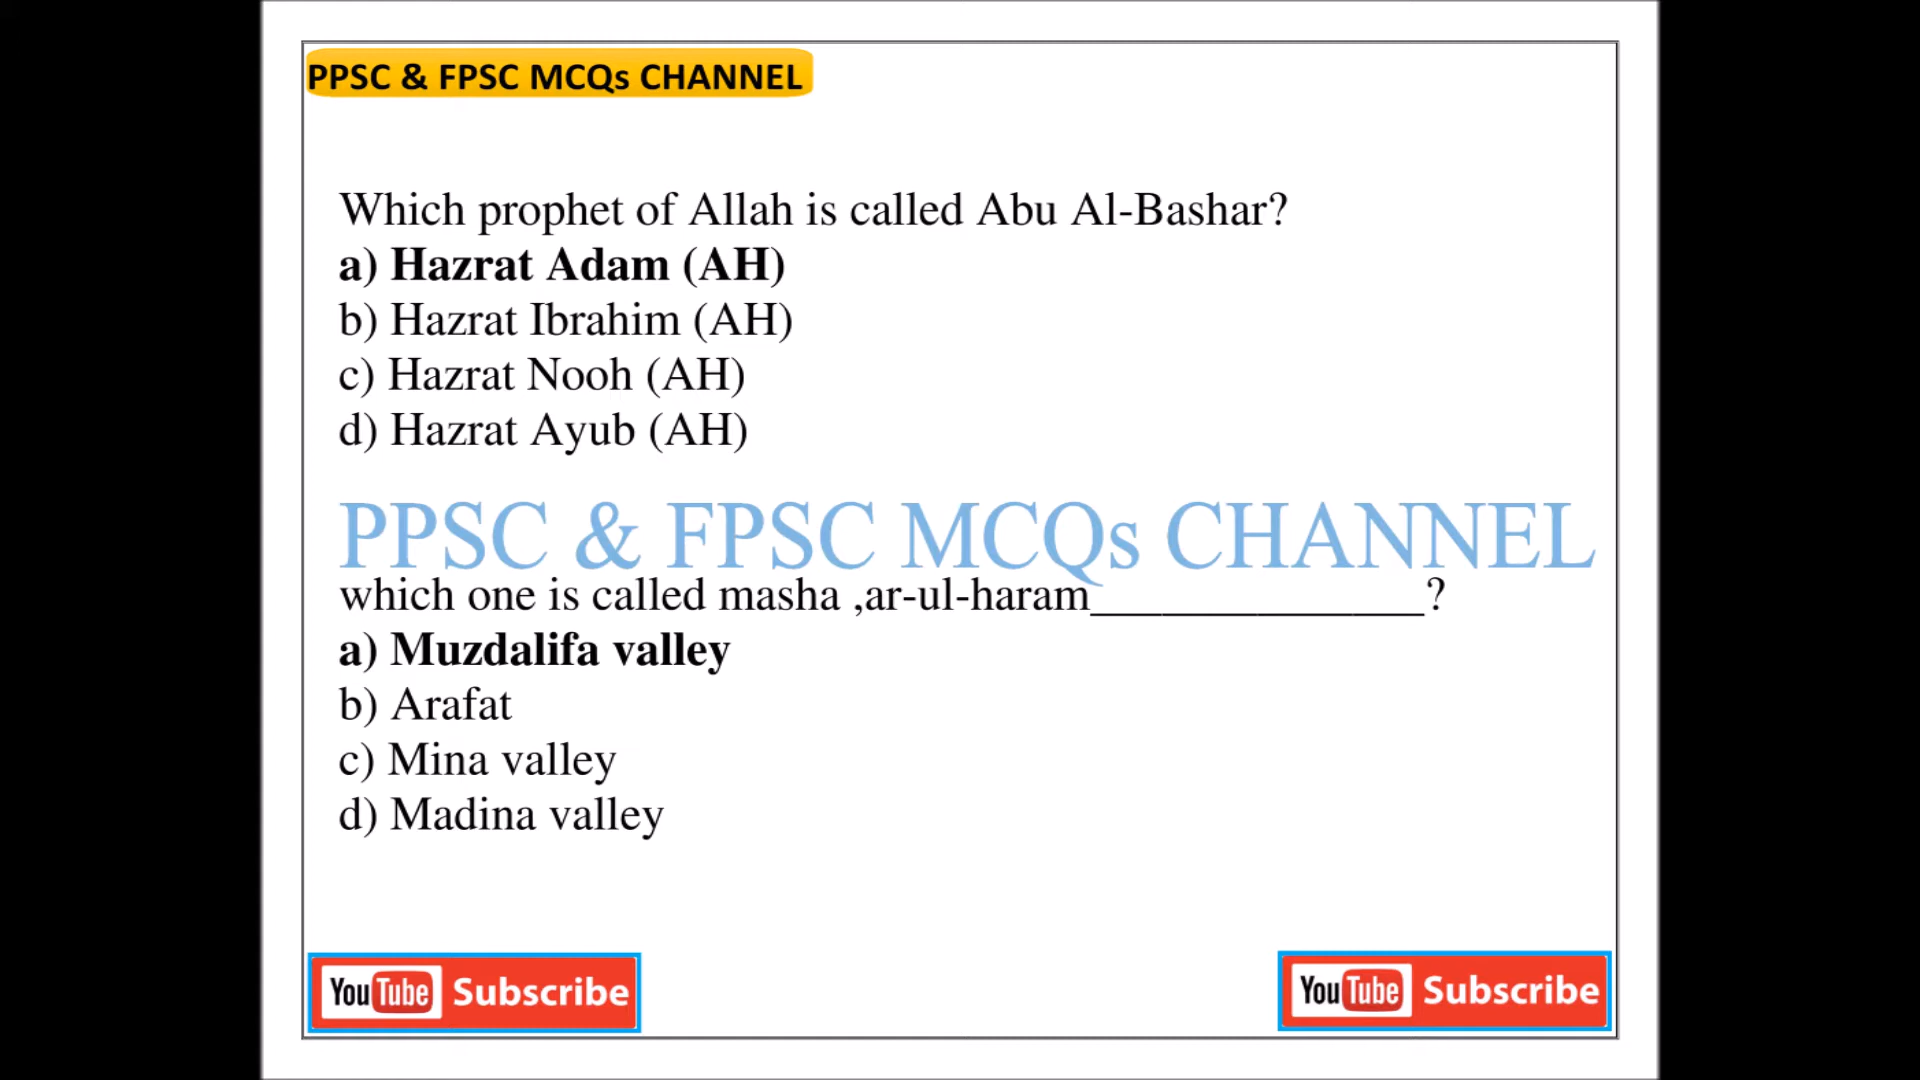 PPSC & FPSC MCQs CHANNEL
Which prophet of Allah is called Abu Al-Bashar?
a) Hazrat Adam (AH)
b) Hazrat Ibrahim (AH)
c) Hazrat Nooh (AH)
d) Hazrat Ayub (AH)
PPSC & FPSC MCQs CHANNEL
which one is called masha ,ar-ul-haram______________?
a) Muzdalifa valley
b) Arafat
c) Mina valley
d) Madina valley
YouTube Subscribe
YouTube Subscribe